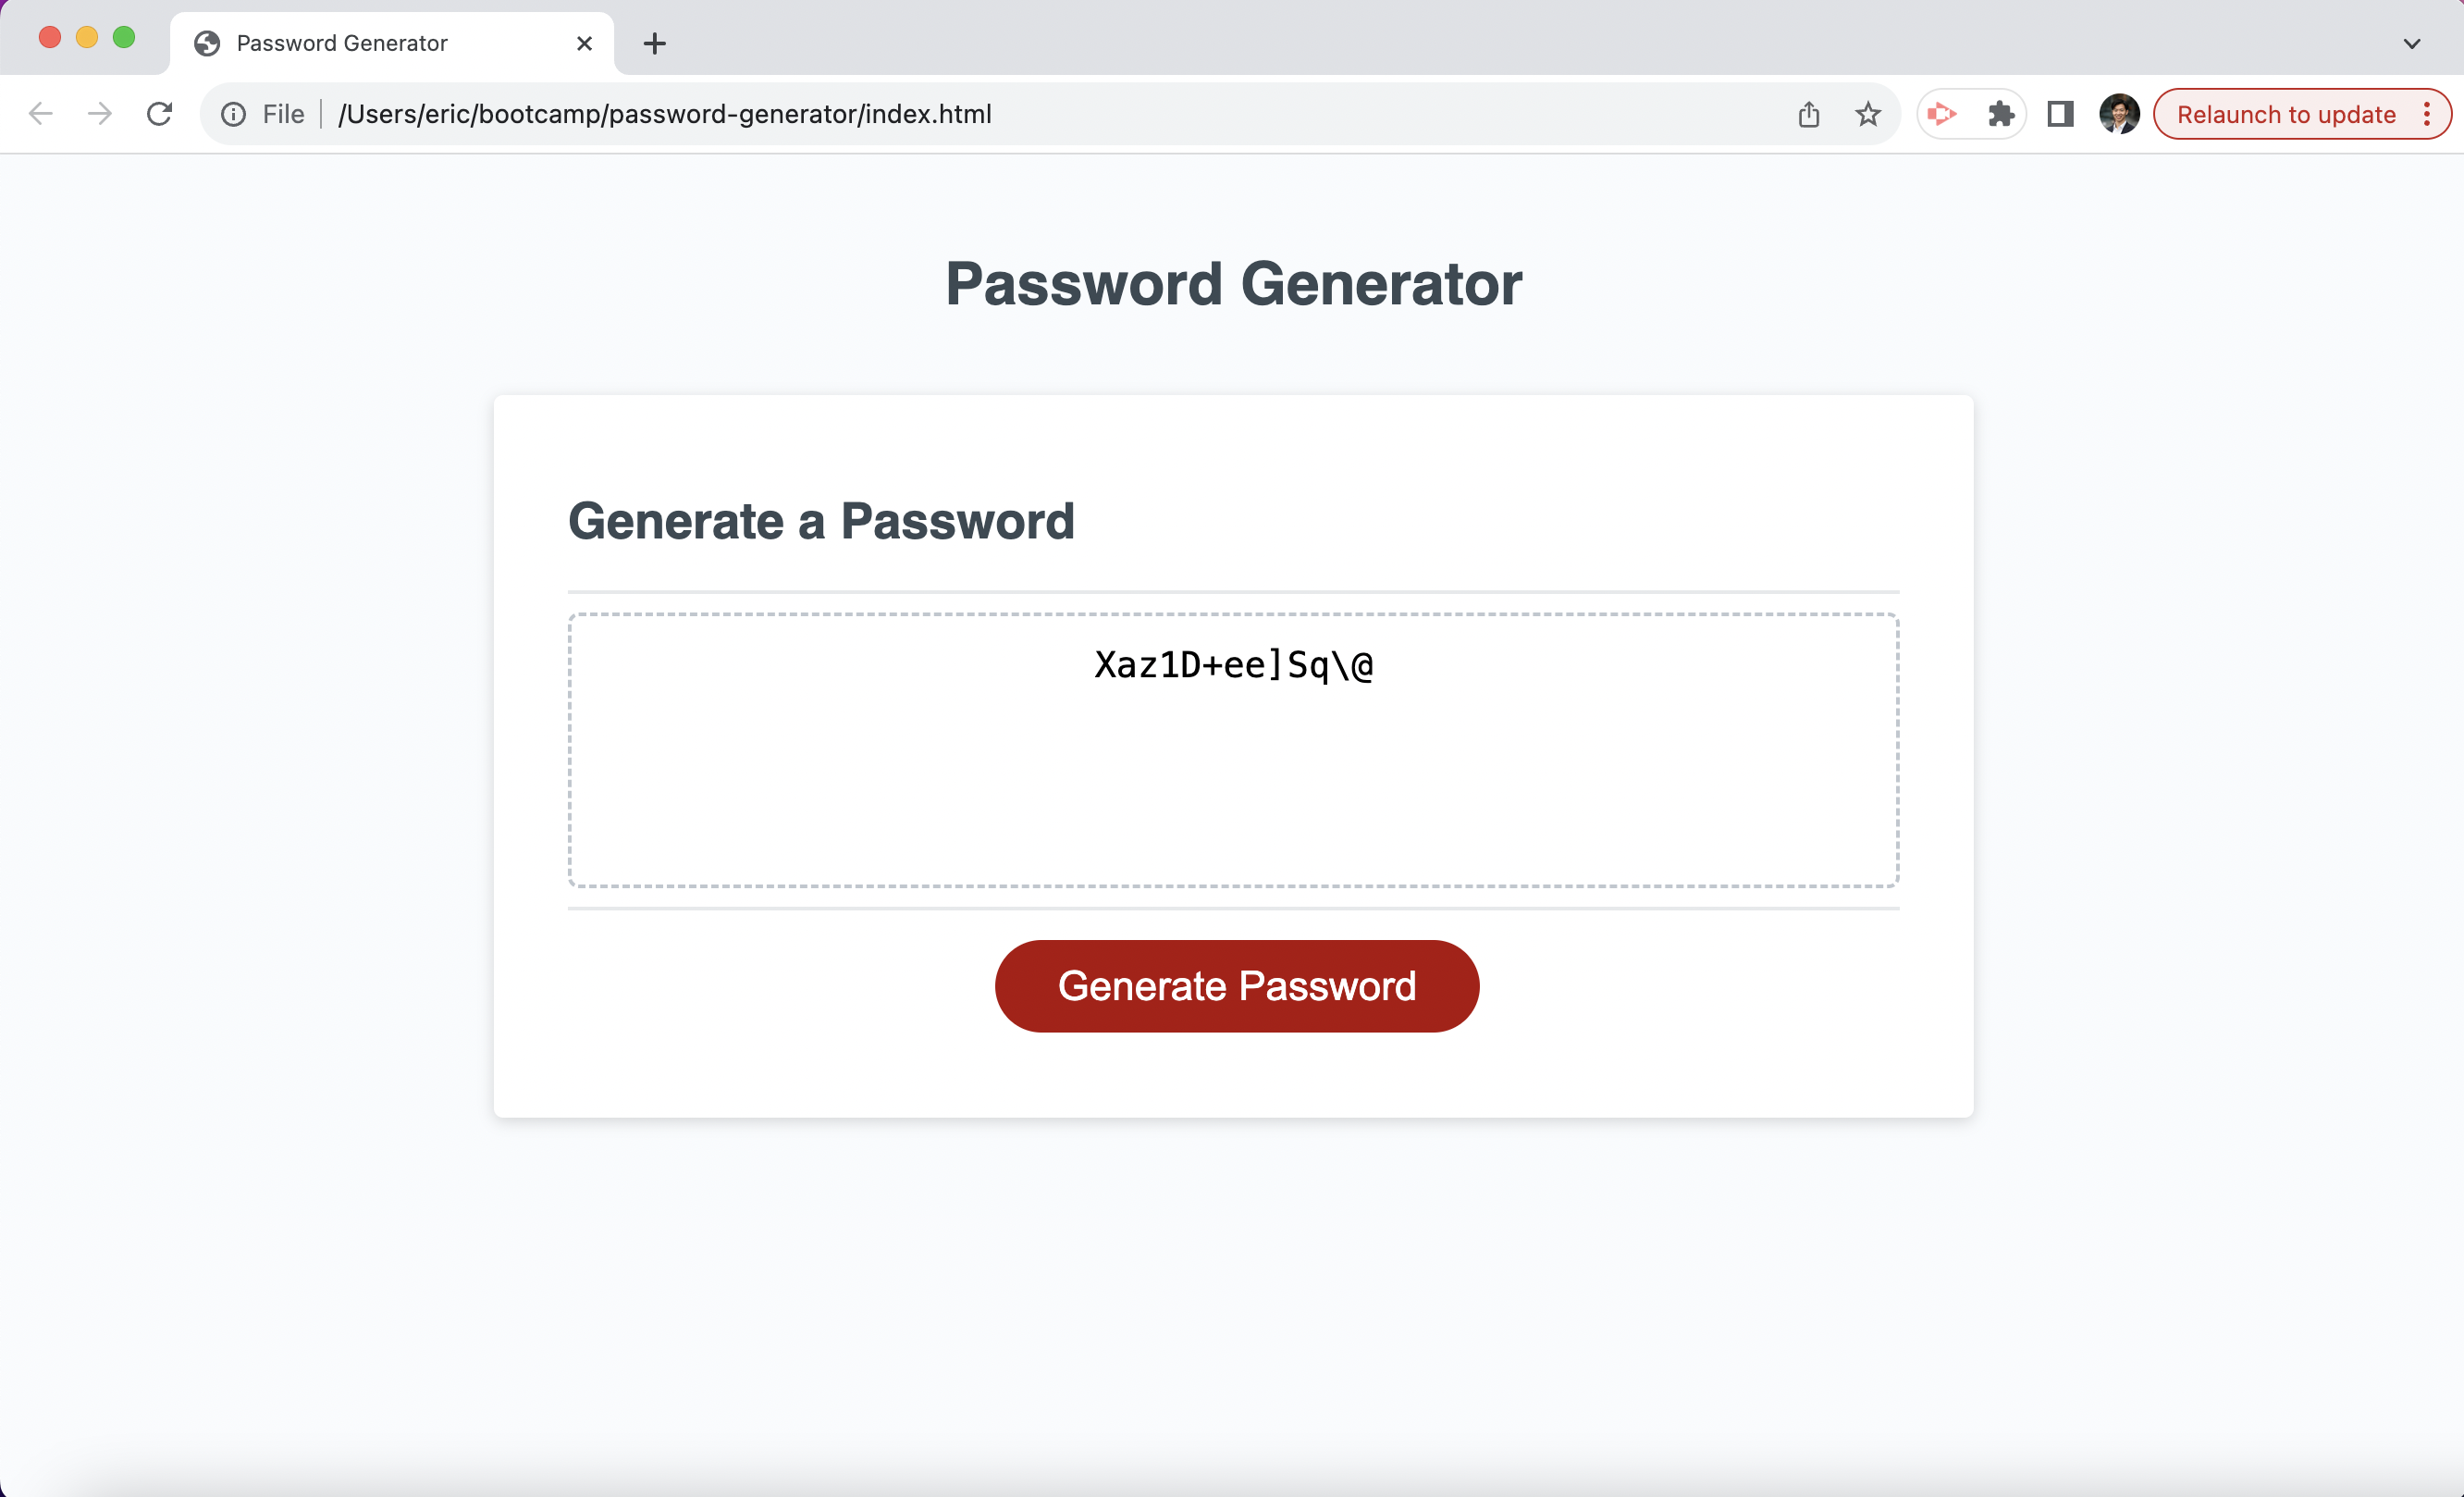 Password Generator
File | /Users/eric/bootcamp/password-generator/index.html
Relaunch to update
Password Generator
Generate a Password
Xaz1D+ee]Sq\@
Generate Password